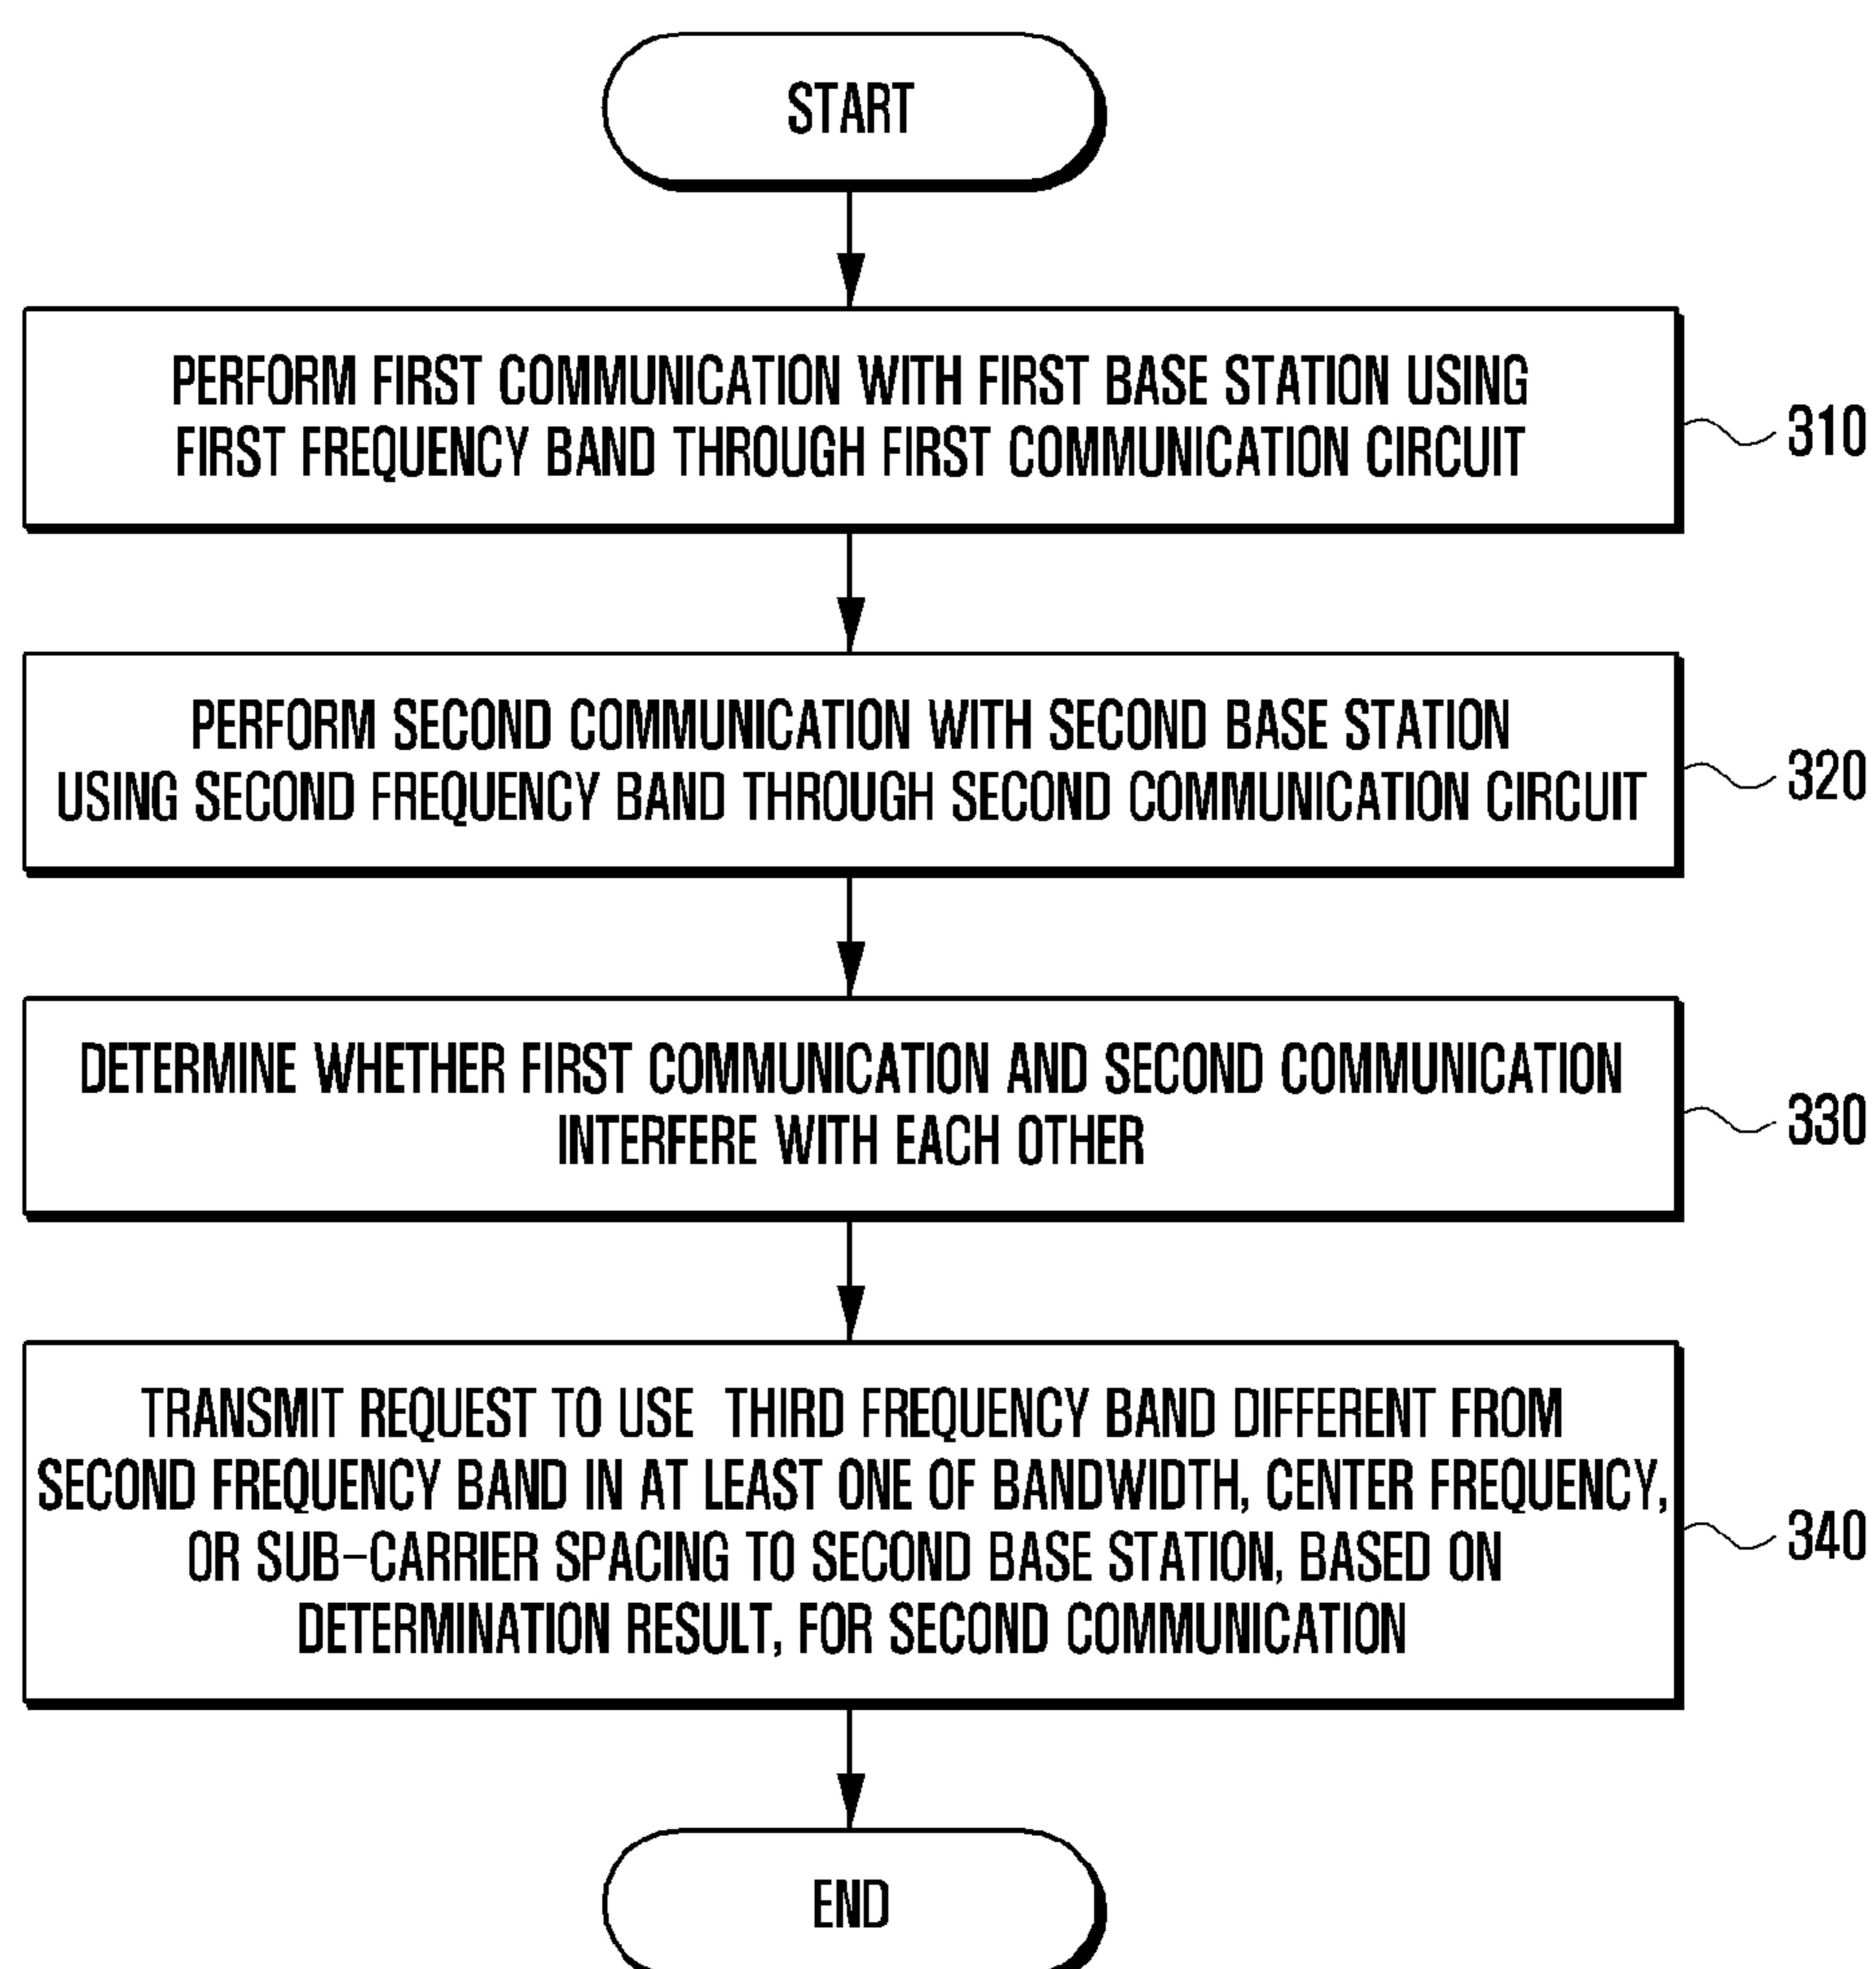 START
PERFORM FIRST COMMUNICATION WITH FIRST BASE STATION USING
FIRST FREQUENCY BAND THROUGH FIRST COMMUNICATION CIRCUIT
310
PERFORM SECOND COMMUNICATION WITH SECOND BASE STATION
USING SECOND FREQUENCY BAND THROUGH SECOND COMMUNICATION CIRCUIT
320
DETERMINE WHETHER FIRST COMMUNICATION AND SECOND COMMUNICATION
INTERFERE WITH EACH OTHER
330
TRANSMIT REQUEST TO USE THIRD FREQUENCY BAND DIFFERENT FROM
SECOND FREQUENCY BAND IN AT LEAST ONE OF BANDWIDTH, CENTER FREQUENCY,
OR SUB-CARRIER SPACING TO SECOND BASE STATION, BASED ON
DETERMINATION RESULT, FOR SECOND COMMUNICATION
340
END